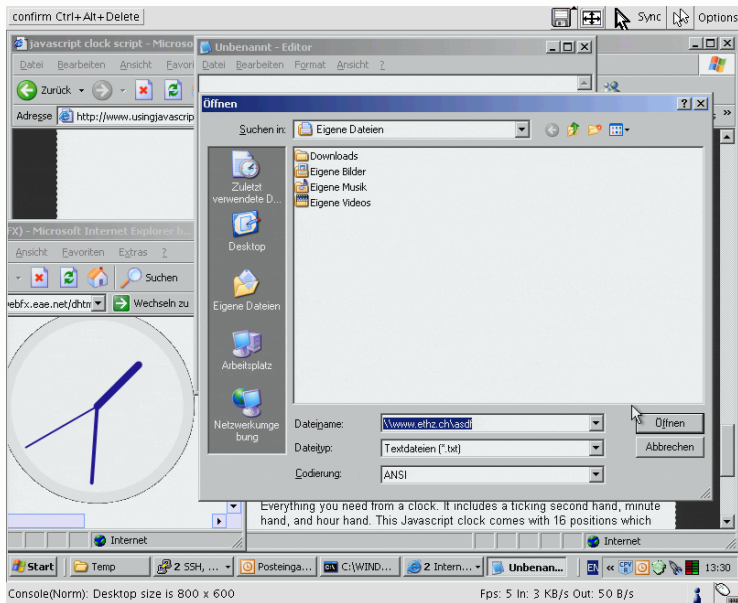 confirm Ctrl+Alt+Delete
Sync
Options
javascript clock script - Microso
Datei Bearbeiten Ansicht Favori
Zurück
Adresse http://www.usingjavascrip
Unbenannt - Editor
Datei Bearbeiten Format Ansicht ?
»
Öffnen
Suchen in: Eigene Dateien
Zuletzt
verwendete D...
Desktop
Eigene Dateien
Arbeitsplatz
Netzwerkumge
bung
Downloads
Eigene Bilder
Eigene Musik
Eigene Videos
Dateiname: \\www.ethz.ch\asdf
Öffnen
Dateityp: Textdateien (*.txt)
Abbrechen
Codierung: ANSI
FX) - Microsoft Internet Explorer b...
Ansicht Favoriten Extras ?
Suchen
ebfx.eae.net/dhtm Wechseln zu
Internet
Everything you need from a clock. It includes a ticking second hand, minute
hand, and hour hand. This Javascript clock comes with 16 positions which
Internet
Start
Temp
2 SSH, ...
Posteinga...
C:\WIND...
2 Intern...
Unbenan...
EN
«
13:30
Console(Norm): Desktop size is 800 x 600
Fps: 5 In: 3 KB/s Out: 50 B/s